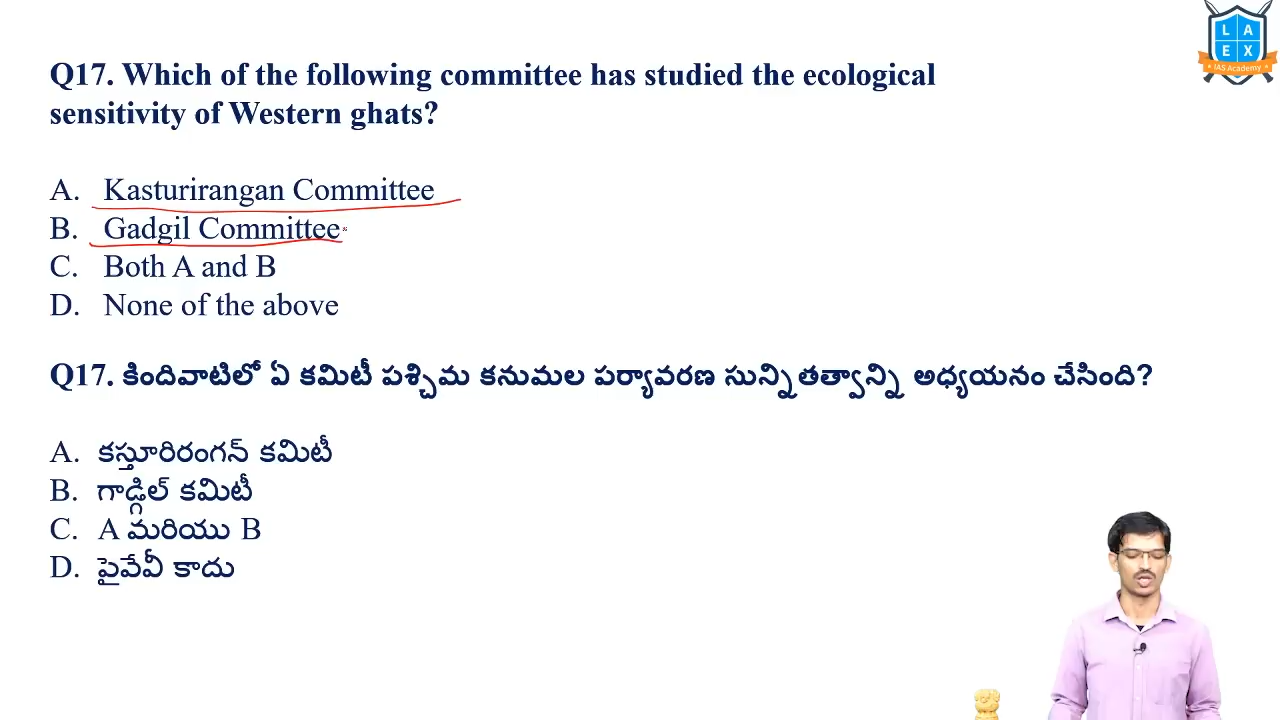 L A
E X
IAS Academy
Q17. Which of the following committee has studied the ecological
sensitivity of Western ghats?
A. Kasturirangan Committee
B. Gadgil Committee
C. Both A and B
D. None of the above
Q17. కిందివాటిలో ఏ కమిటీ పశ్చిమ కనుమల పర్యావరణ సున్నితత్వాన్ని అధ్యయనం చేసింది?
A. కస్తూరిరంగన్ కమిటీ
B. గాడ్గిల్ కమిటీ
C. A మరియు B
D. పైవేవీ కాదు